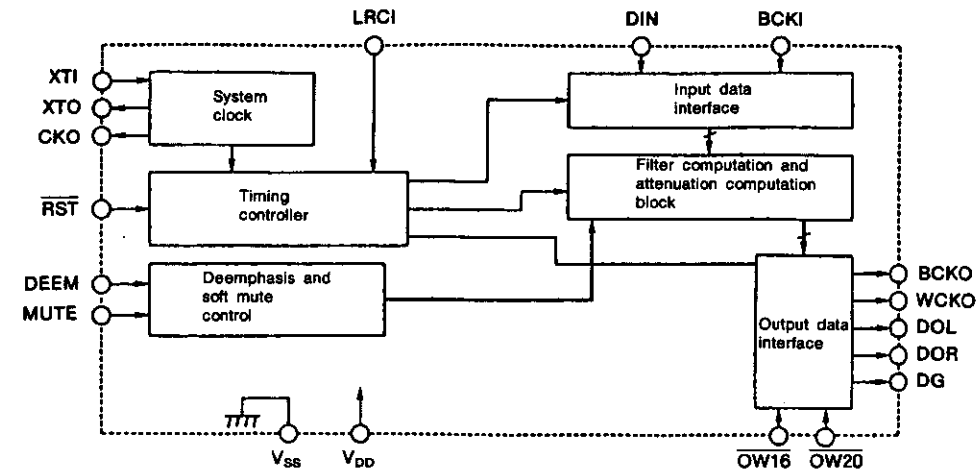 LRCI
DIN
BCKI
XTI
XTO
CKO
System
clock
Input data
interface
RST
Timing
controller
Filter computation and
attenuation computation
block
DEEM
MUTE
Deemphasis and
soft mute
control
Output data
interface
BCKO
WCKO
DOL
DOR
DG
VSS
VDD
OW16
OW20